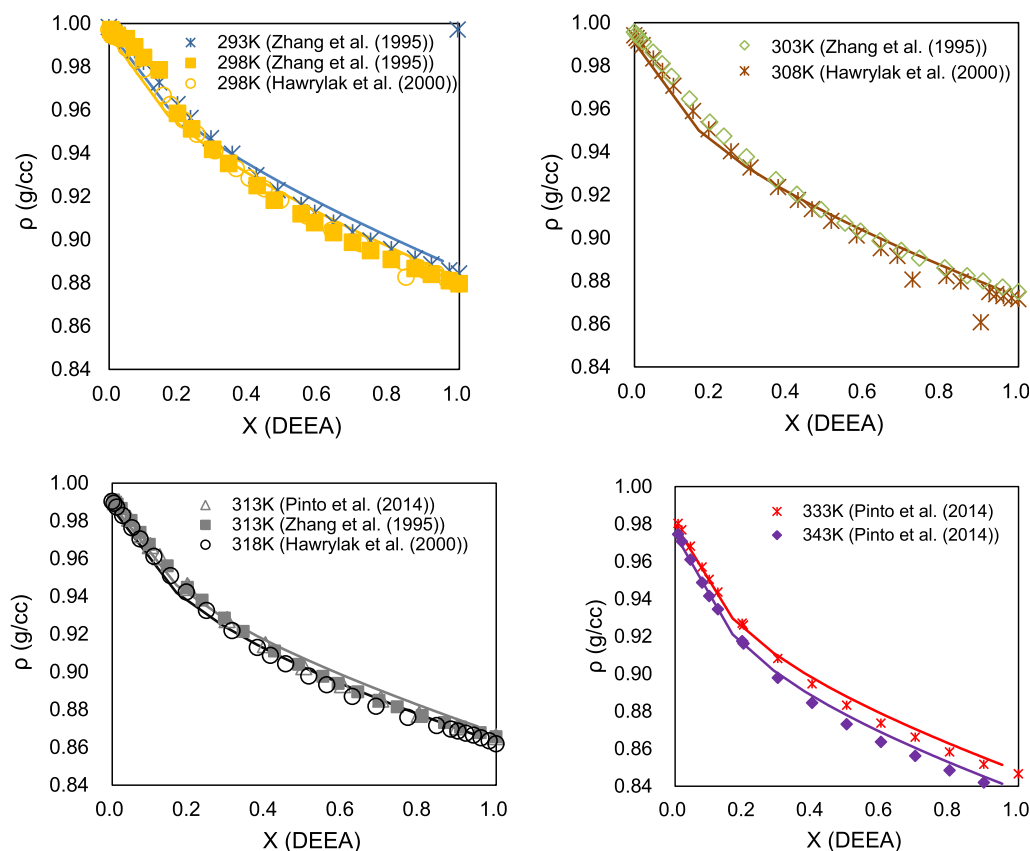 1.00
0.98
0.96
0.94
0.92
0.90
0.88
0.86
0.84
ρ (g/cc)
293K (Zhang et al. (1995))
298K (Zhang et al. (1995))
298K (Hawrylak et al. (2000))
0.0 0.2 0.4 0.6 0.8 1.0
X (DEEA)
1.00
0.98
0.96
0.94
0.92
0.90
0.88
0.86
0.84
ρ (g/cc)
303K (Zhang et al. (1995))
308K (Hawrylak et al. (2000))
0.0 0.2 0.4 0.6 0.8 1.0
X (DEEA)
1.00
0.98
0.96
0.94
0.92
0.90
0.88
0.86
0.84
ρ (g/cc)
313K (Pinto et al. (2014))
313K (Zhang et al. (1995))
318K (Hawrylak et al. (2000))
0.0 0.2 0.4 0.6 0.8 1.0
X (DEEA)
1.00
0.98
0.96
0.94
0.92
0.90
0.88
0.86
0.84
ρ (g/cc)
333K (Pinto et al. (2014)
343K (Pinto et al. (2014))
0.0 0.2 0.4 0.6 0.8 1.0
X (DEEA)